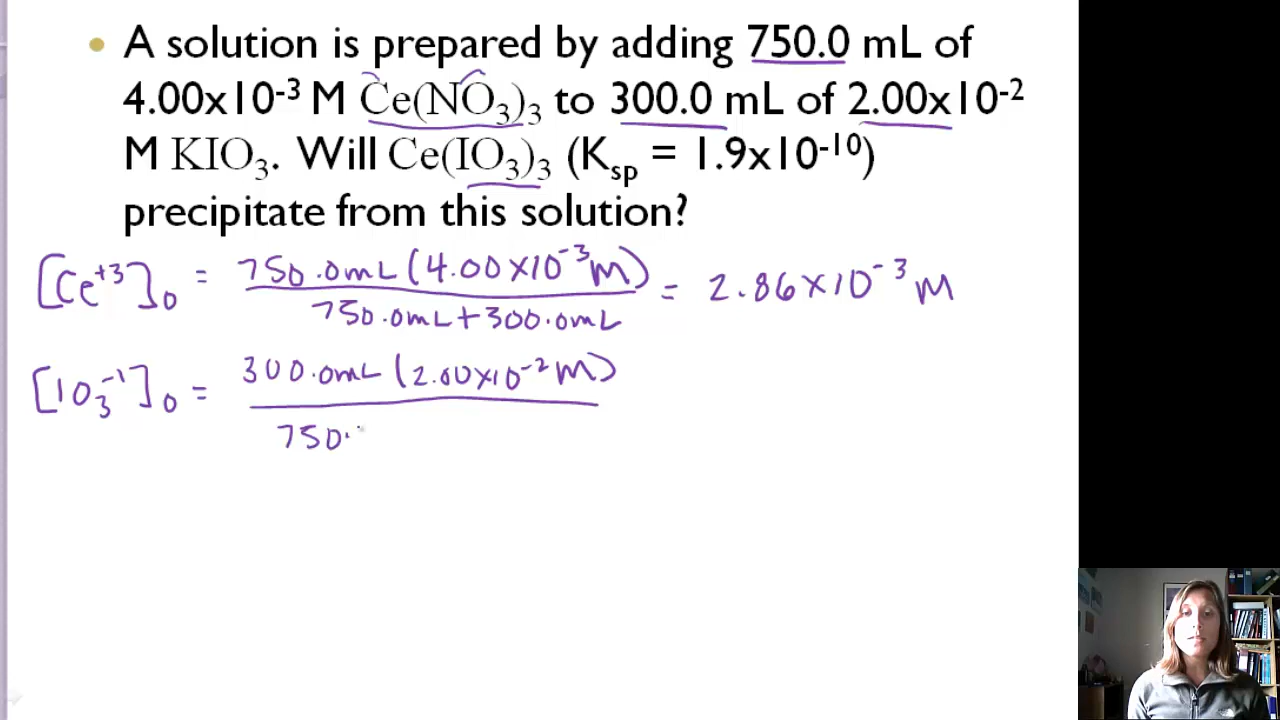 • A solution is prepared by adding 750.0 mL of
4.00x10⁻³ M Ce(NO₃)₃ to 300.0 mL of 2.00x10⁻²
M KIO₃. Will Ce(IO₃)₃ (Kₛₚ = 1.9x10⁻¹⁰)
precipitate from this solution?
[Ce⁺³]₀ = 750.0mL(4.00x10⁻³M) / 750.0mL+300.0mL = 2.86x10⁻³M
[IO₃⁻¹]₀ = 300.0mL(2.00x10⁻²M) / 750.